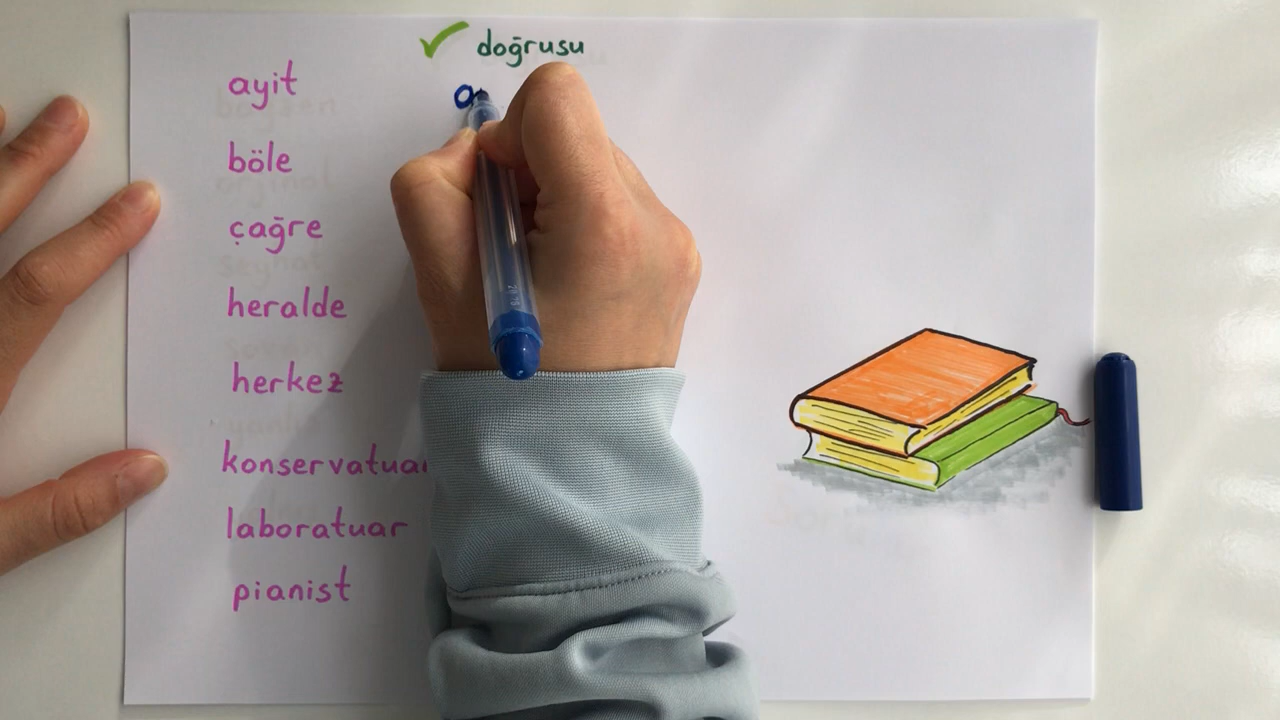 doğrusu
ayit
a
böle
çağre
heralde
herkez
konservatuar
laboratuar
pianist